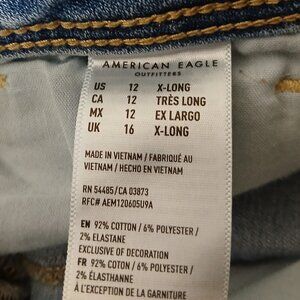 AMERICAN EAGLE
OUTFITTERS
US 12 X-LONG
CA 12 TRÈS LONG
MX 12 EX LARGO
UK 16 X-LONG
MADE IN VIETNAM / FABRIQUÉ AU
VIETNAM / HECHO EN VIETNAM
RN 54485/CA 03873
RFC# AEM120605U9A
EN 92% COTTON / 6% POLYESTER /
2% ELASTANE
EXCLUSIVE OF DECORATION
FR 92% COTON / 6% POLYESTER /
2% ÉLASTHANNE
À L'EXCEPTION DE LA GARNITURE